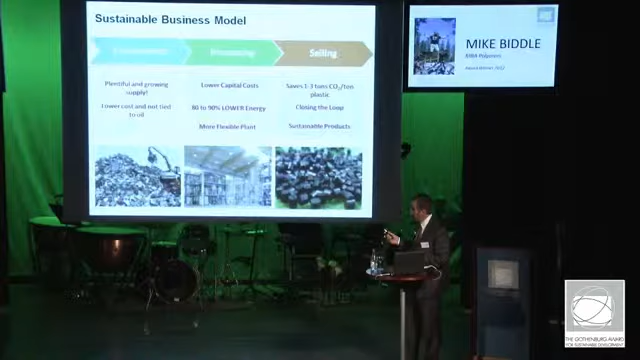 Sustainable Business Model
Processing
Selling
Plentiful and growing
supply!
Lower cost and not tied
to oil
Lower Capital Costs
80 to 90% LOWER Energy
More Flexible Plant
Saves 1-3 tons CO2/ton
plastic
Closing the Loop
Sustainable Products
MIKE BIDDLE
THE GOTHENBURG AWARD
FOR SUSTAINABLE DEVELOPMENT